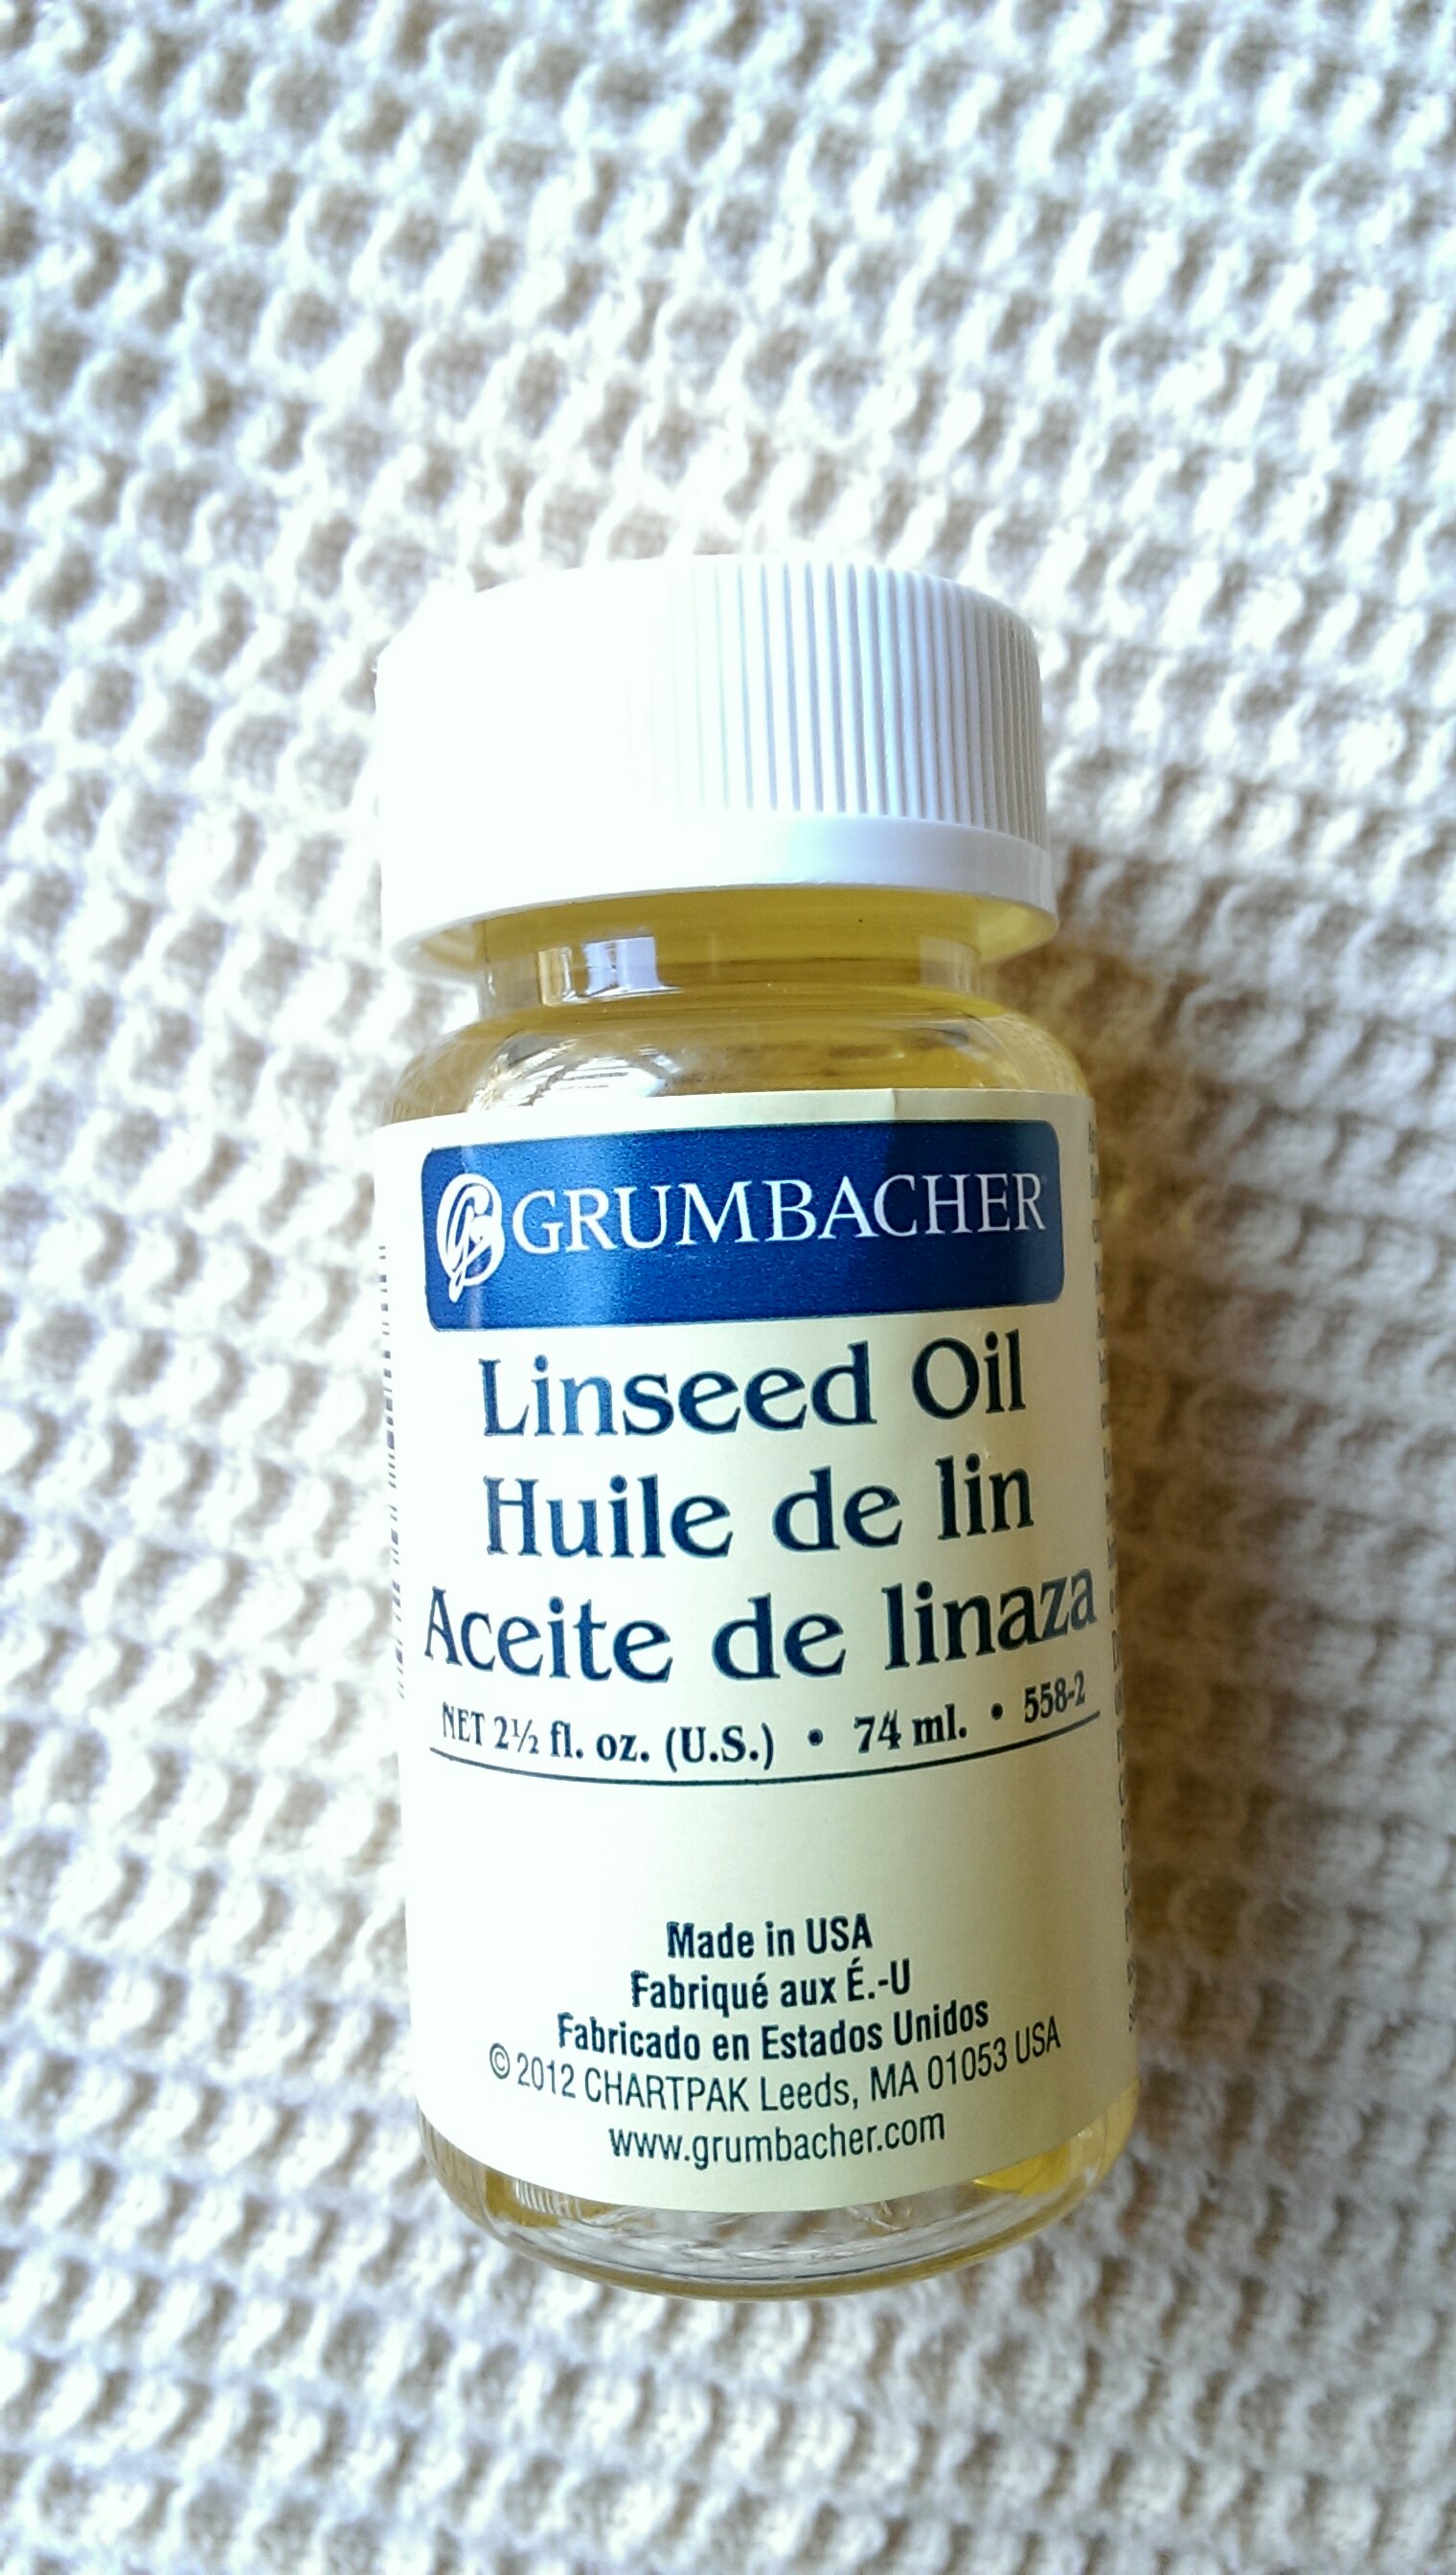 GRUMBACHER
Linseed Oil
Huile de lin
Aceite de linaza
NET 2½ fl. oz. (U.S.) • 74 ml. • 558-2
Made in USA
Fabriqué aux É.-U
Fabricado en Estados Unidos
© 2012 CHARTPAK Leeds, MA 01053 USA
www.grumbacher.com